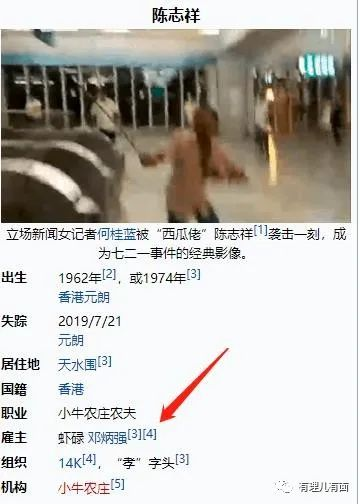 陈志祥
立场新闻女记者何桂蓝被“西瓜佬”陈志祥[1]袭击一刻，成
为七二一事件的经典影像。
出生 1962年[2]，或1974年[3]
香港元朗
失踪 2019/7/21
元朗
居住地 天水围[3]
国籍 香港
职业 小牛农庄农夫
雇主 虾碌 邓炳强[3][4]
组织 14K[4]，“孝”字头[3]
机构 小牛农庄[5]
有理儿有面